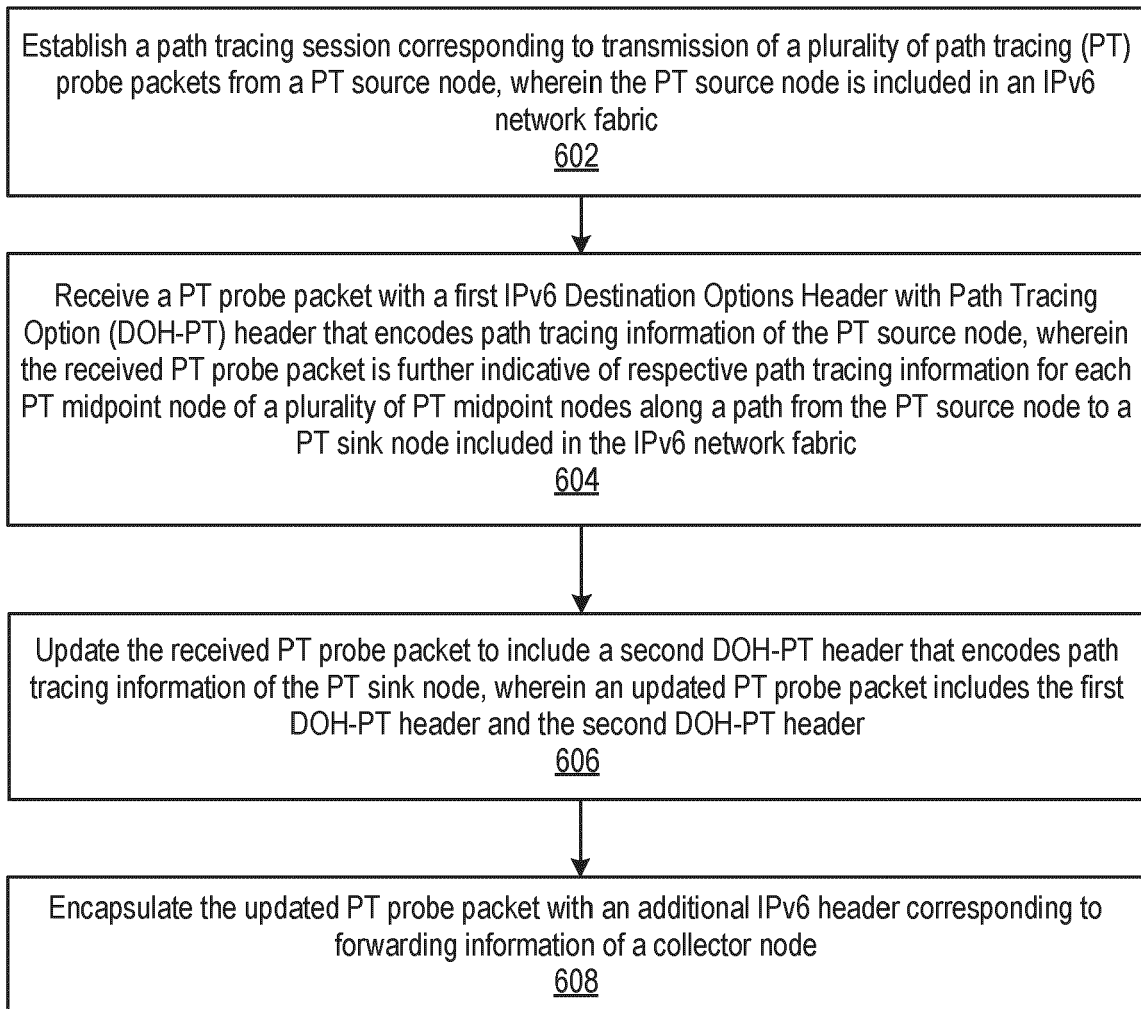 Establish a path tracing session corresponding to transmission of a plurality of path tracing (PT)
probe packets from a PT source node, wherein the PT source node is included in an IPv6
network fabric
602
Receive a PT probe packet with a first IPv6 Destination Options Header with Path Tracing
Option (DOH-PT) header that encodes path tracing information of the PT source node, wherein
the received PT probe packet is further indicative of respective path tracing information for each
PT midpoint node of a plurality of PT midpoint nodes along a path from the PT source node to a
PT sink node included in the IPv6 network fabric
604
Update the received PT probe packet to include a second DOH-PT header that encodes path
tracing information of the PT sink node, wherein an updated PT probe packet includes the first
DOH-PT header and the second DOH-PT header
606
Encapsulate the updated PT probe packet with an additional IPv6 header corresponding to
forwarding information of a collector node
608